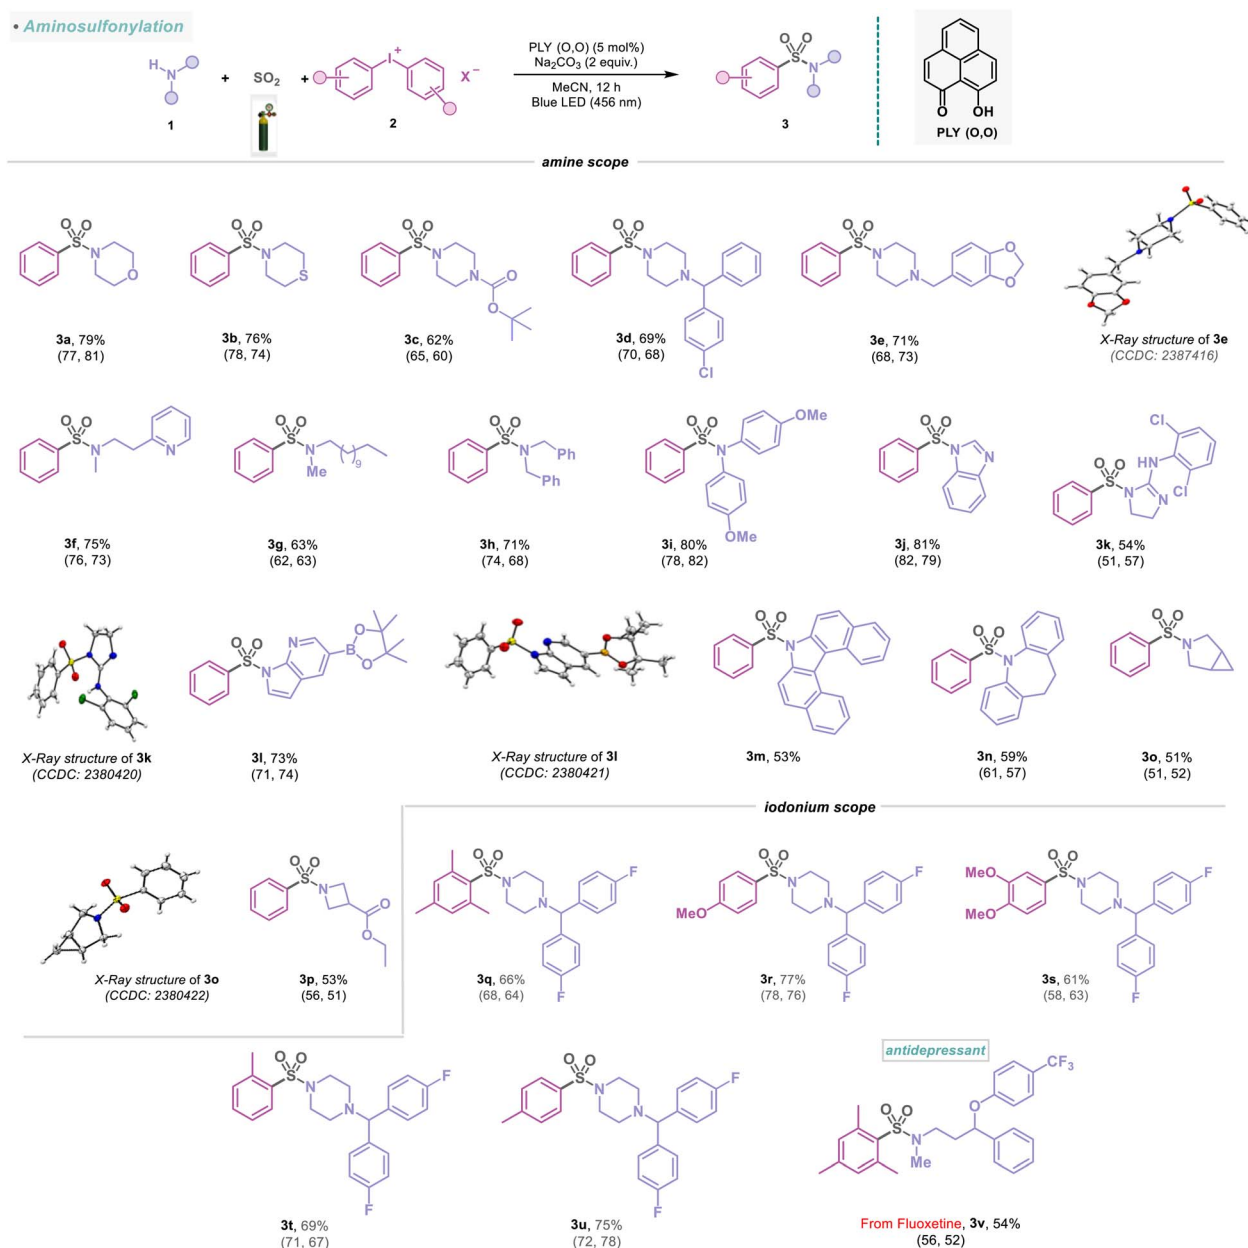 • Aminosulfonylation
H
N
1
+
SO2
+
I+
X−
2
PLY (O,O) (5 mol%)
Na2CO3 (2 equiv.)
MeCN, 12 h
Blue LED (456 nm)
O O
S
N
3
O OH
PLY (O,O)
amine scope
O O
S
N
O
3a, 79%
(77, 81)
O O
S
N
S
3b, 76%
(78, 74)
O O
S
N
N
O
O
3c, 62%
(65, 60)
O O
S
N
N
Cl
3d, 69%
(70, 68)
O O
S
N
N
O
O
3e, 71%
(68, 73)
X-Ray structure of 3e
(CCDC: 2387416)
O O
S
N
N
3f, 75%
(76, 73)
O O
S
N
Me
9
3g, 63%
(62, 63)
O O
S
N
Ph
Ph
3h, 71%
(74, 68)
O O
S
N
OMe
OMe
3i, 80%
(78, 82)
O O
S
N
N
3j, 81%
(82, 79)
O O
S
N
N
HN
Cl
Cl
3k, 54%
(51, 57)
X-Ray structure of 3k
(CCDC: 2380420)
O O
S
N
N
B
O
O
3l, 73%
(71, 74)
X-Ray structure of 3l
(CCDC: 2380421)
O O
S
N
3m, 53%
O O
S
N
3n, 59%
(61, 57)
O O
S
N
3o, 51%
(51, 52)
iodonium scope
X-Ray structure of 3o
(CCDC: 2380422)
O O
S
N
O
O
3p, 53%
(56, 51)
O O
S
N
N
F
F
3q, 66%
(68, 64)
MeO
O O
S
N
N
F
F
3r, 77%
(78, 76)
MeO
MeO
O O
S
N
N
F
F
3s, 61%
(58, 63)
O O
S
N
N
F
F
3t, 69%
(71, 67)
O O
S
N
N
F
F
3u, 75%
(72, 78)
antidepressant
CF3
O
O O
S
N
Me
From Fluoxetine, 3v, 54%
(56, 52)